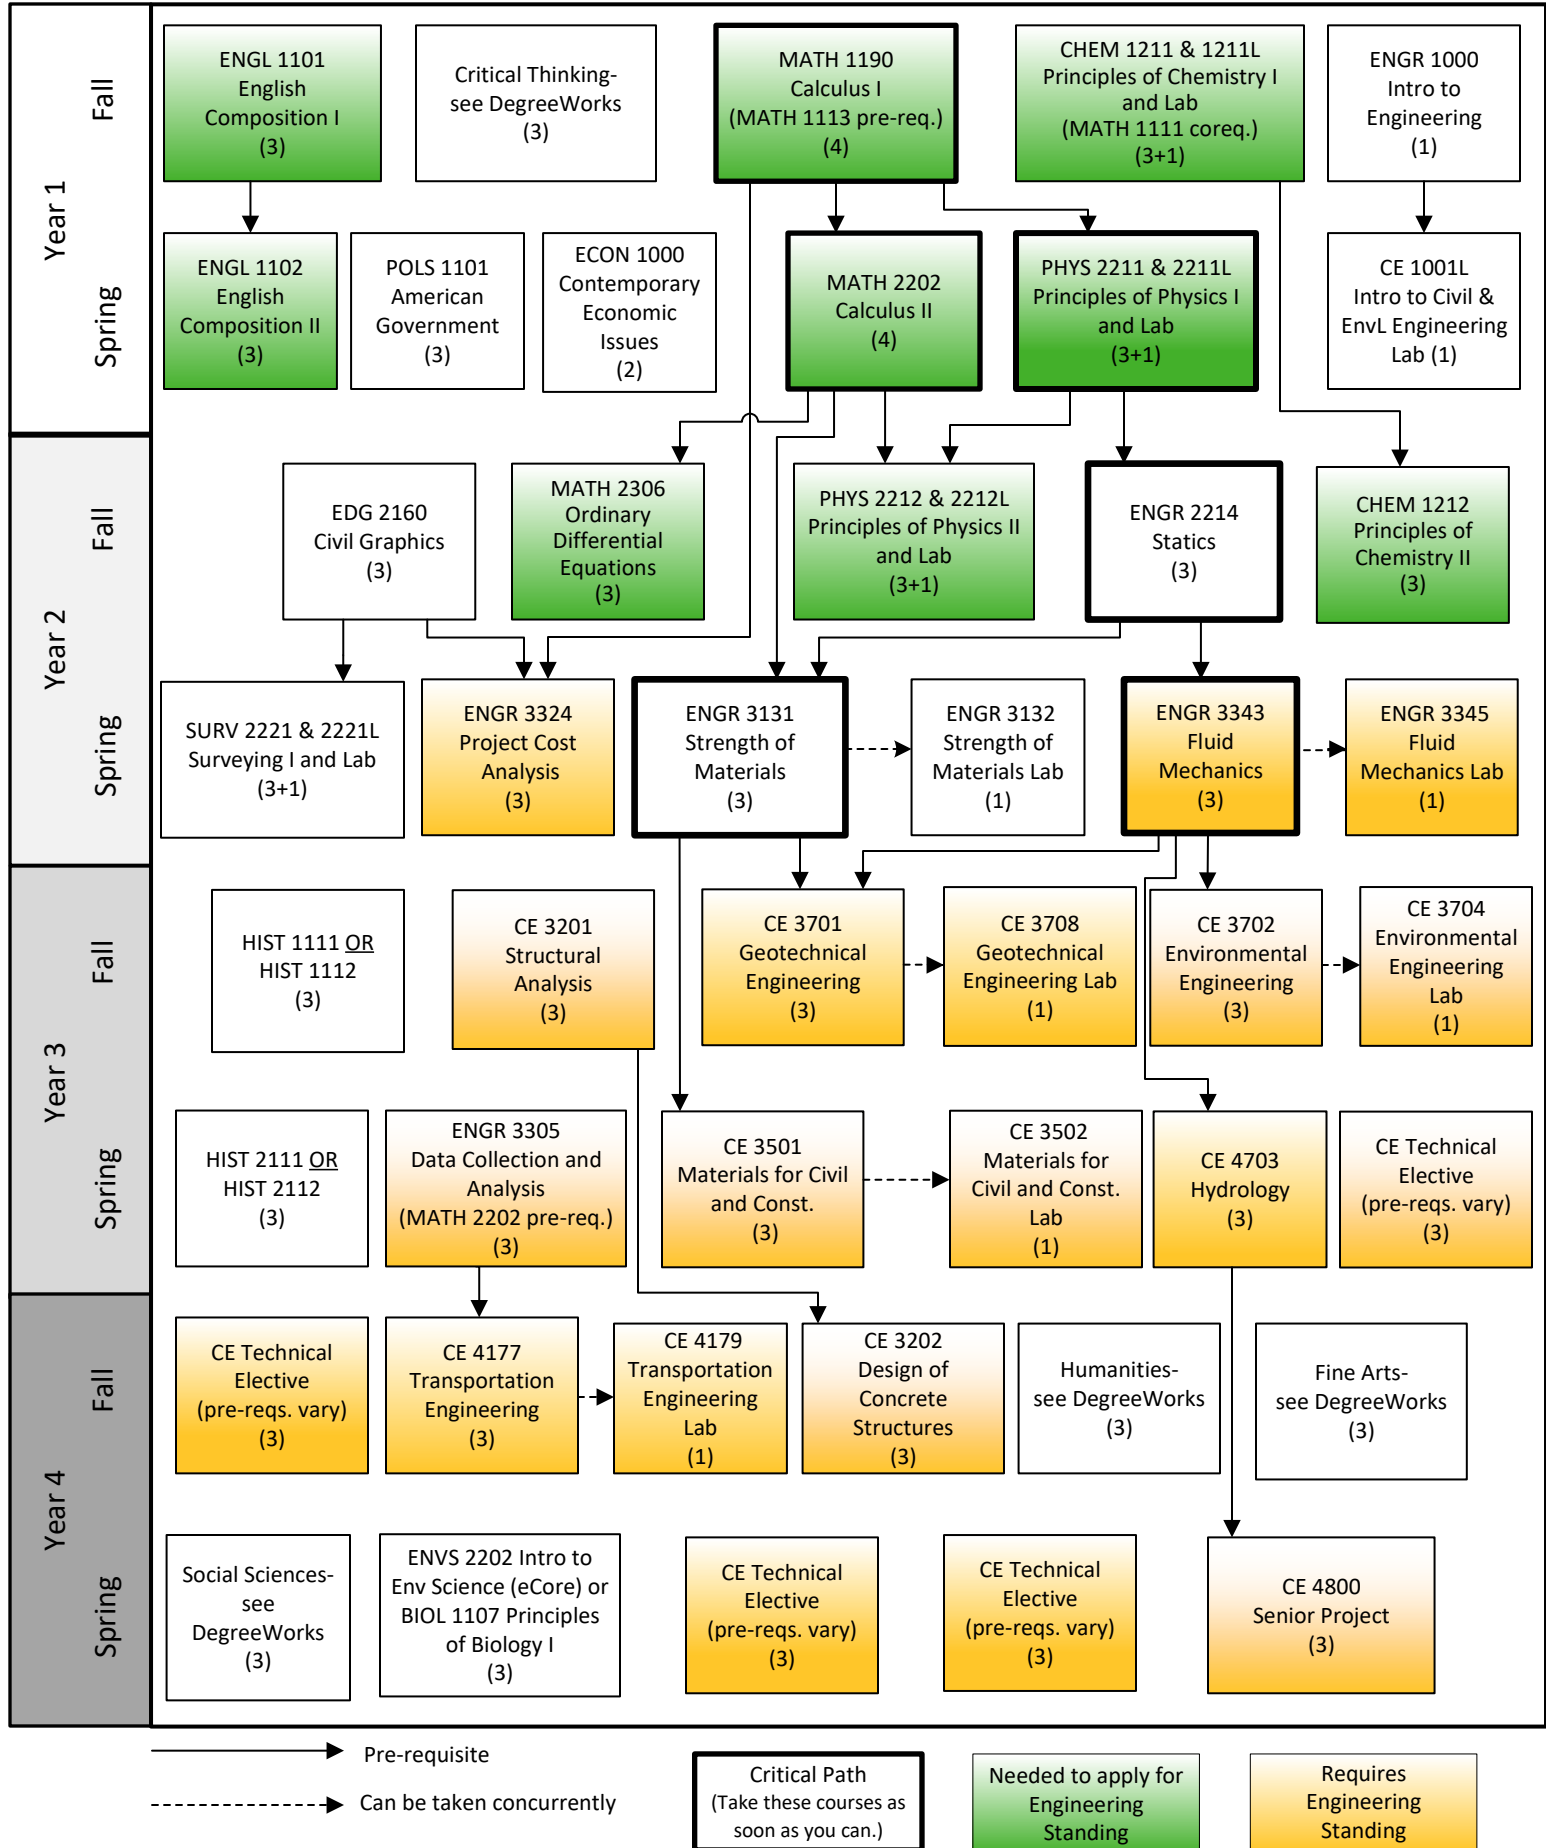 Year 1
Fall
ENGL 1101
English
Composition I
(3)
Critical Thinking-
see DegreeWorks
(3)
MATH 1190
Calculus I
(MATH 1113 pre-req.)
(4)
CHEM 1211 & 1211L
Principles of Chemistry I
and Lab
(MATH 1111 coreq.)
(3+1)
ENGR 1000
Intro to
Engineering
(1)
Spring
ENGL 1102
English
Composition II
(3)
POLS 1101
American
Government
(3)
ECON 1000
Contemporary
Economic
Issues
(2)
MATH 2202
Calculus II
(4)
PHYS 2211 & 2211L
Principles of Physics I
and Lab
(3+1)
CE 1001L
Intro to Civil &
EnvL Engineering
Lab (1)
Year 2
Fall
EDG 2160
Civil Graphics
(3)
MATH 2306
Ordinary
Differential
Equations
(3)
PHYS 2212 & 2212L
Principles of Physics II
and Lab
(3+1)
ENGR 2214
Statics
(3)
CHEM 1212
Principles of
Chemistry II
(3)
Spring
SURV 2221 & 2221L
Surveying I and Lab
(3+1)
ENGR 3324
Project Cost
Analysis
(3)
ENGR 3131
Strength of
Materials
(3)
ENGR 3132
Strength of
Materials Lab
(1)
ENGR 3343
Fluid
Mechanics
(3)
ENGR 3345
Fluid
Mechanics Lab
(1)
Year 3
Fall
HIST 1111 OR
HIST 1112
(3)
CE 3201
Structural
Analysis
(3)
CE 3701
Geotechnical
Engineering
(3)
CE 3708
Geotechnical
Engineering Lab
(1)
CE 3702
Environmental
Engineering
(3)
CE 3704
Environmental
Engineering
Lab
(1)
Spring
HIST 2111 OR
HIST 2112
(3)
ENGR 3305
Data Collection and
Analysis
(MATH 2202 pre-req.)
(3)
CE 3501
Materials for Civil
and Const.
(3)
CE 3502
Materials for
Civil and Const.
Lab
(1)
CE 4703
Hydrology
(3)
CE Technical
Elective
(pre-reqs. vary)
(3)
Year 4
Fall
CE Technical
Elective
(pre-reqs. vary)
(3)
CE 4177
Transportation
Engineering
(3)
CE 4179
Transportation
Engineering
Lab
(1)
CE 3202
Design of
Concrete
Structures
(3)
Humanities-
see DegreeWorks
(3)
Fine Arts-
see DegreeWorks
(3)
Spring
Social Sciences-
see
DegreeWorks
(3)
ENVS 2202 Intro to
Env Science (eCore) or
BIOL 1107 Principles
of Biology I
(3)
CE Technical
Elective
(pre-reqs. vary)
(3)
CE Technical
Elective
(pre-reqs. vary)
(3)
CE 4800
Senior Project
(3)
Pre-requisite
Can be taken concurrently
Critical Path
(Take these courses as
soon as you can.)
Needed to apply for
Engineering
Standing
Requires
Engineering
Standing